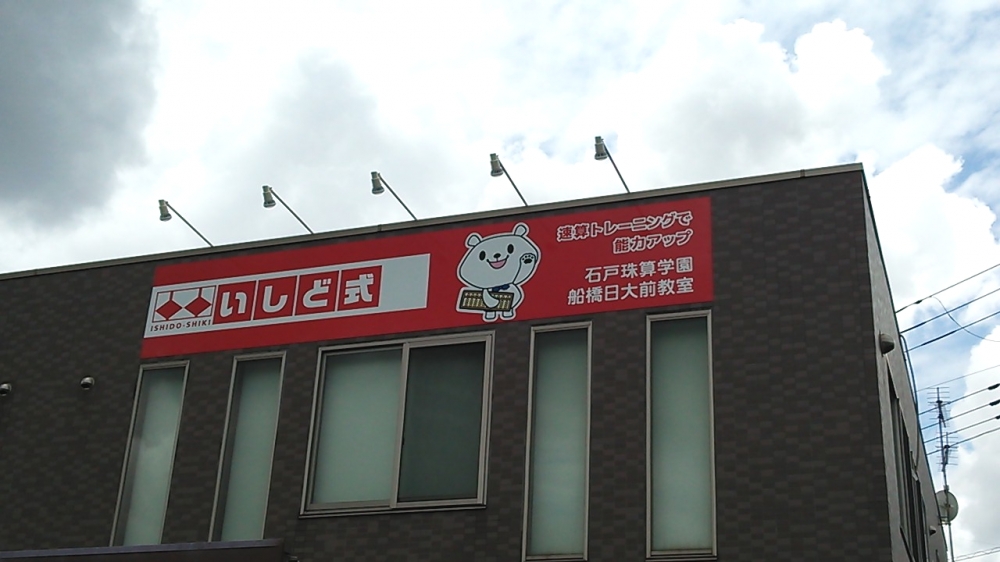 いしど式
ISHIDO-SHIKI
速算トレーニングで
能力アップ
石戸珠算学園
船橋日大前教室